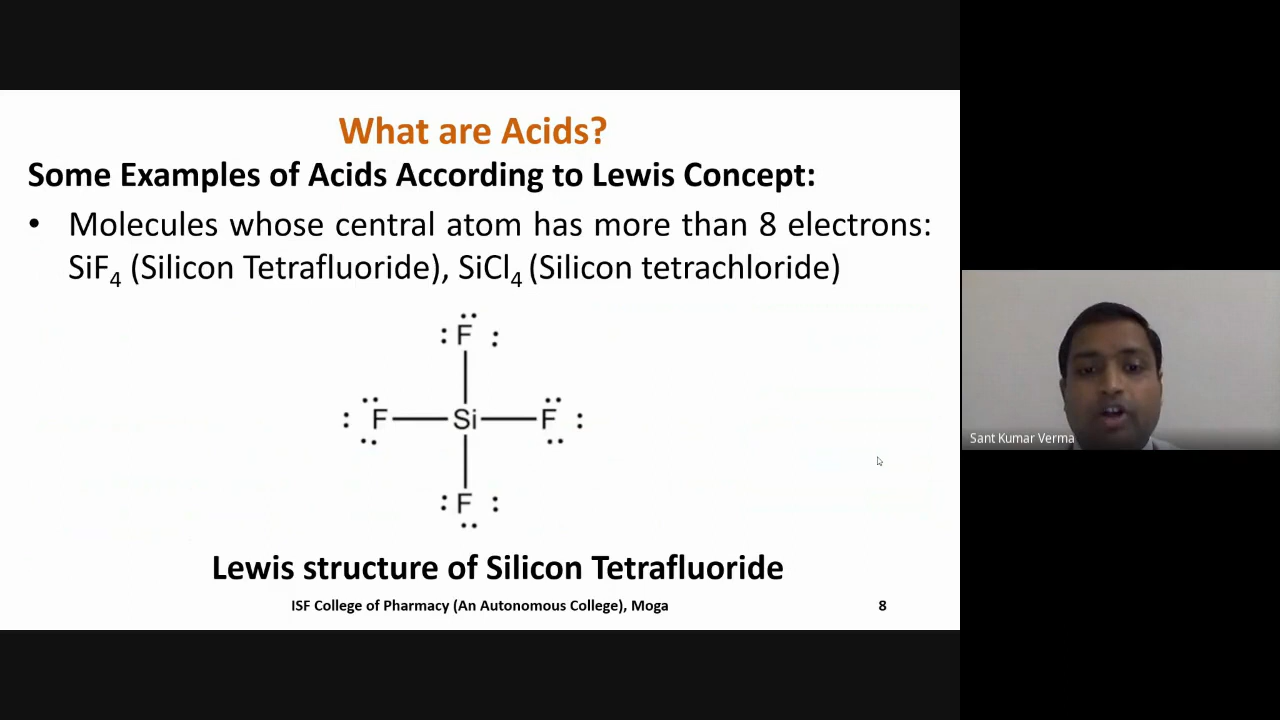 What are Acids?
Some Examples of Acids According to Lewis Concept:
• Molecules whose central atom has more than 8 electrons:
SiF₄ (Silicon Tetrafluoride), SiCl₄ (Silicon tetrachloride)
F
F Si F
F
Lewis structure of Silicon Tetrafluoride
ISF College of Pharmacy (An Autonomous College), Moga 8
Sant Kumar Verma